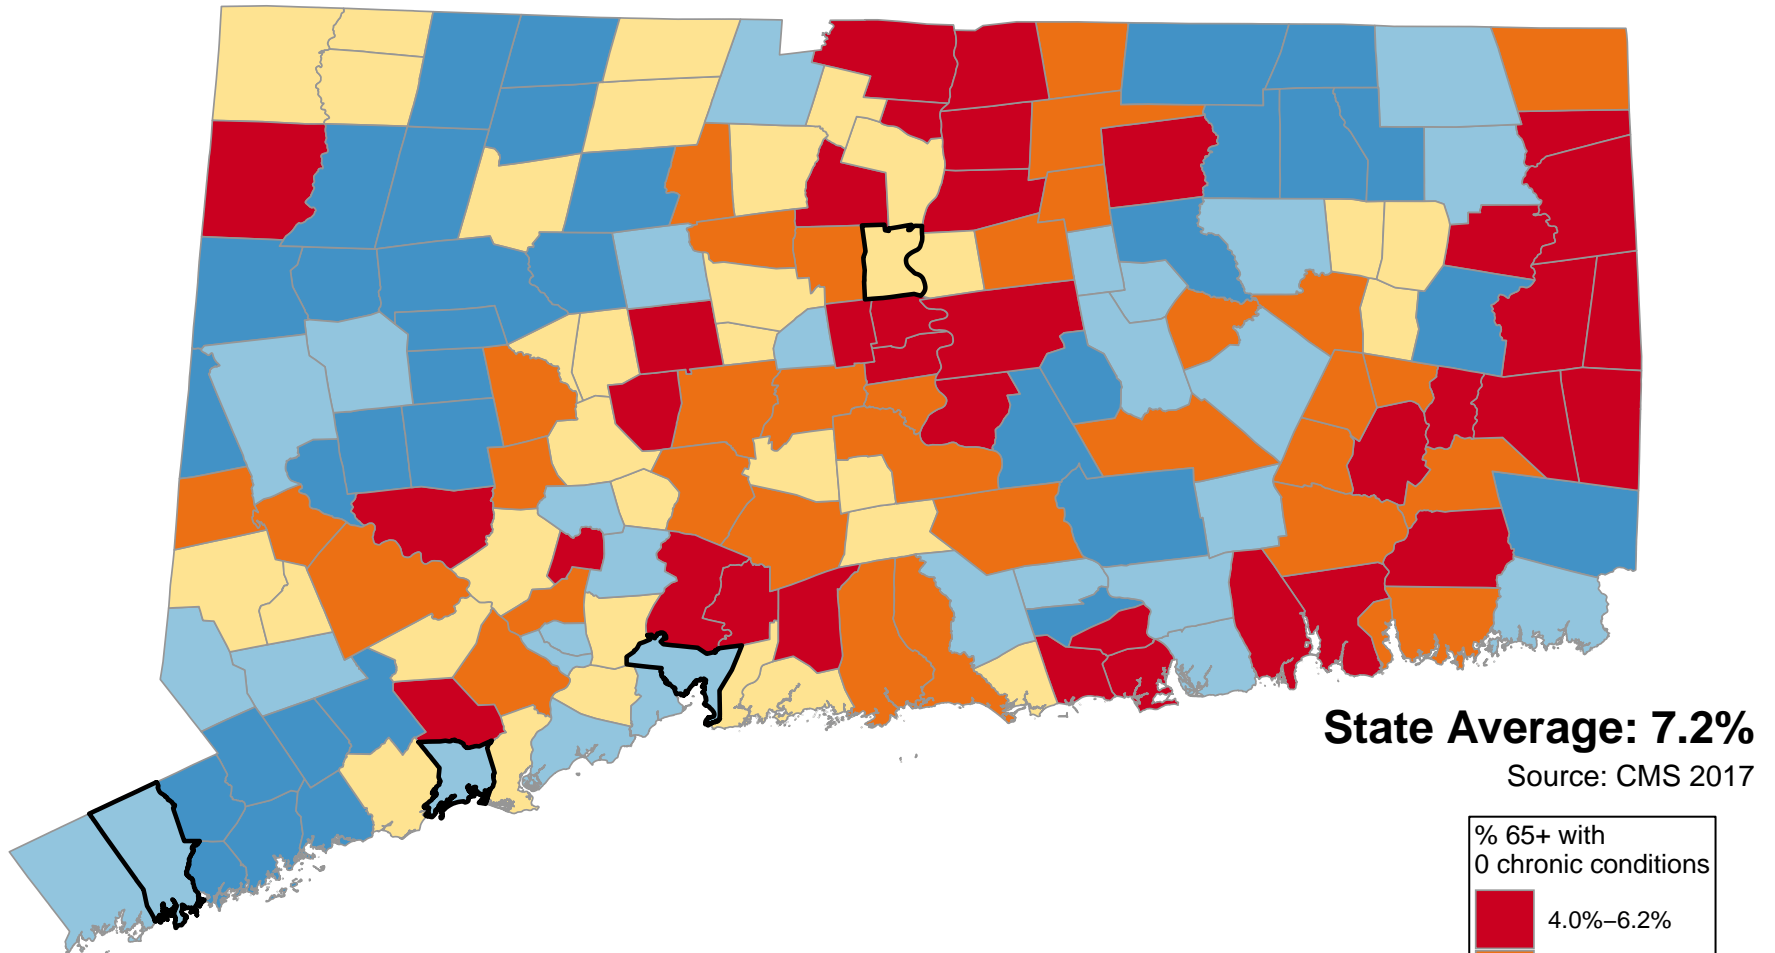 State Average: 7.2%
Source: CMS 2017
% 65+ with
0 chronic conditions
4.0%–6.2%